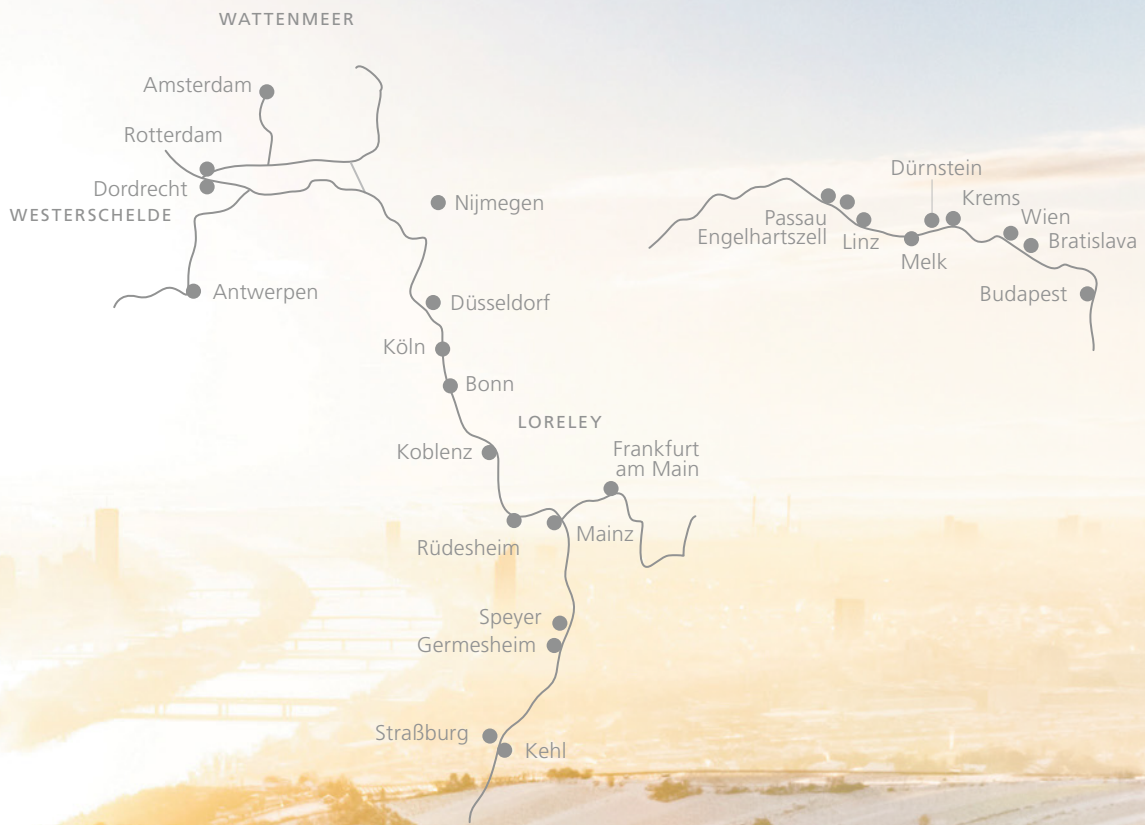 WATTENMEER
Amsterdam
Rotterdam
Dordrecht
WESTERSCHELDE
Nijmegen
Antwerpen
Düsseldorf
Köln
Bonn
LORELEY
Koblenz
Frankfurt
am Main
Rüdesheim
Mainz
Speyer
Germesheim
Straßburg
Kehl
Dürnstein
Krems
Passau
Engelhartszell
Linz
Wien
Bratislava
Melk
Budapest